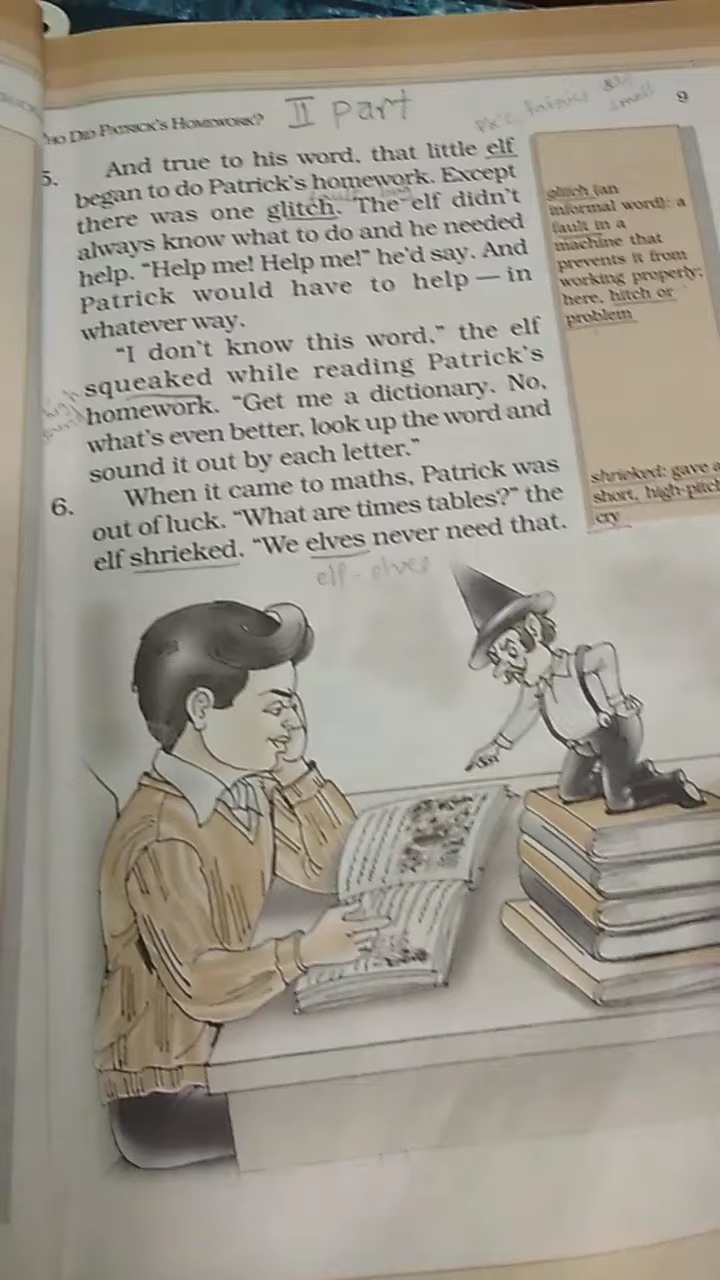 HO DID PATRICK'S HOMEWORK?
II part
small
9
5.
And true to his word, that little elf
began to do Patrick's homework. Except
there was one glitch. The elf didn't
always know what to do and he needed
help. “Help me! Help me!” he'd say. And
Patrick would have to help — in
whatever way.
“I don't know this word,” the elf
squeaked while reading Patrick's
homework. “Get me a dictionary. No,
what's even better, look up the word and
sound it out by each letter.”
6.
When it came to maths, Patrick was
out of luck. “What are times tables?” the
elf shrieked. “We elves never need that.
elf - elves
glitch (an
informal word): a
fault in a
machine that
prevents it from
working properly;
here, hitch or
problem
shrieked: gave a
short, high-pitch
cry